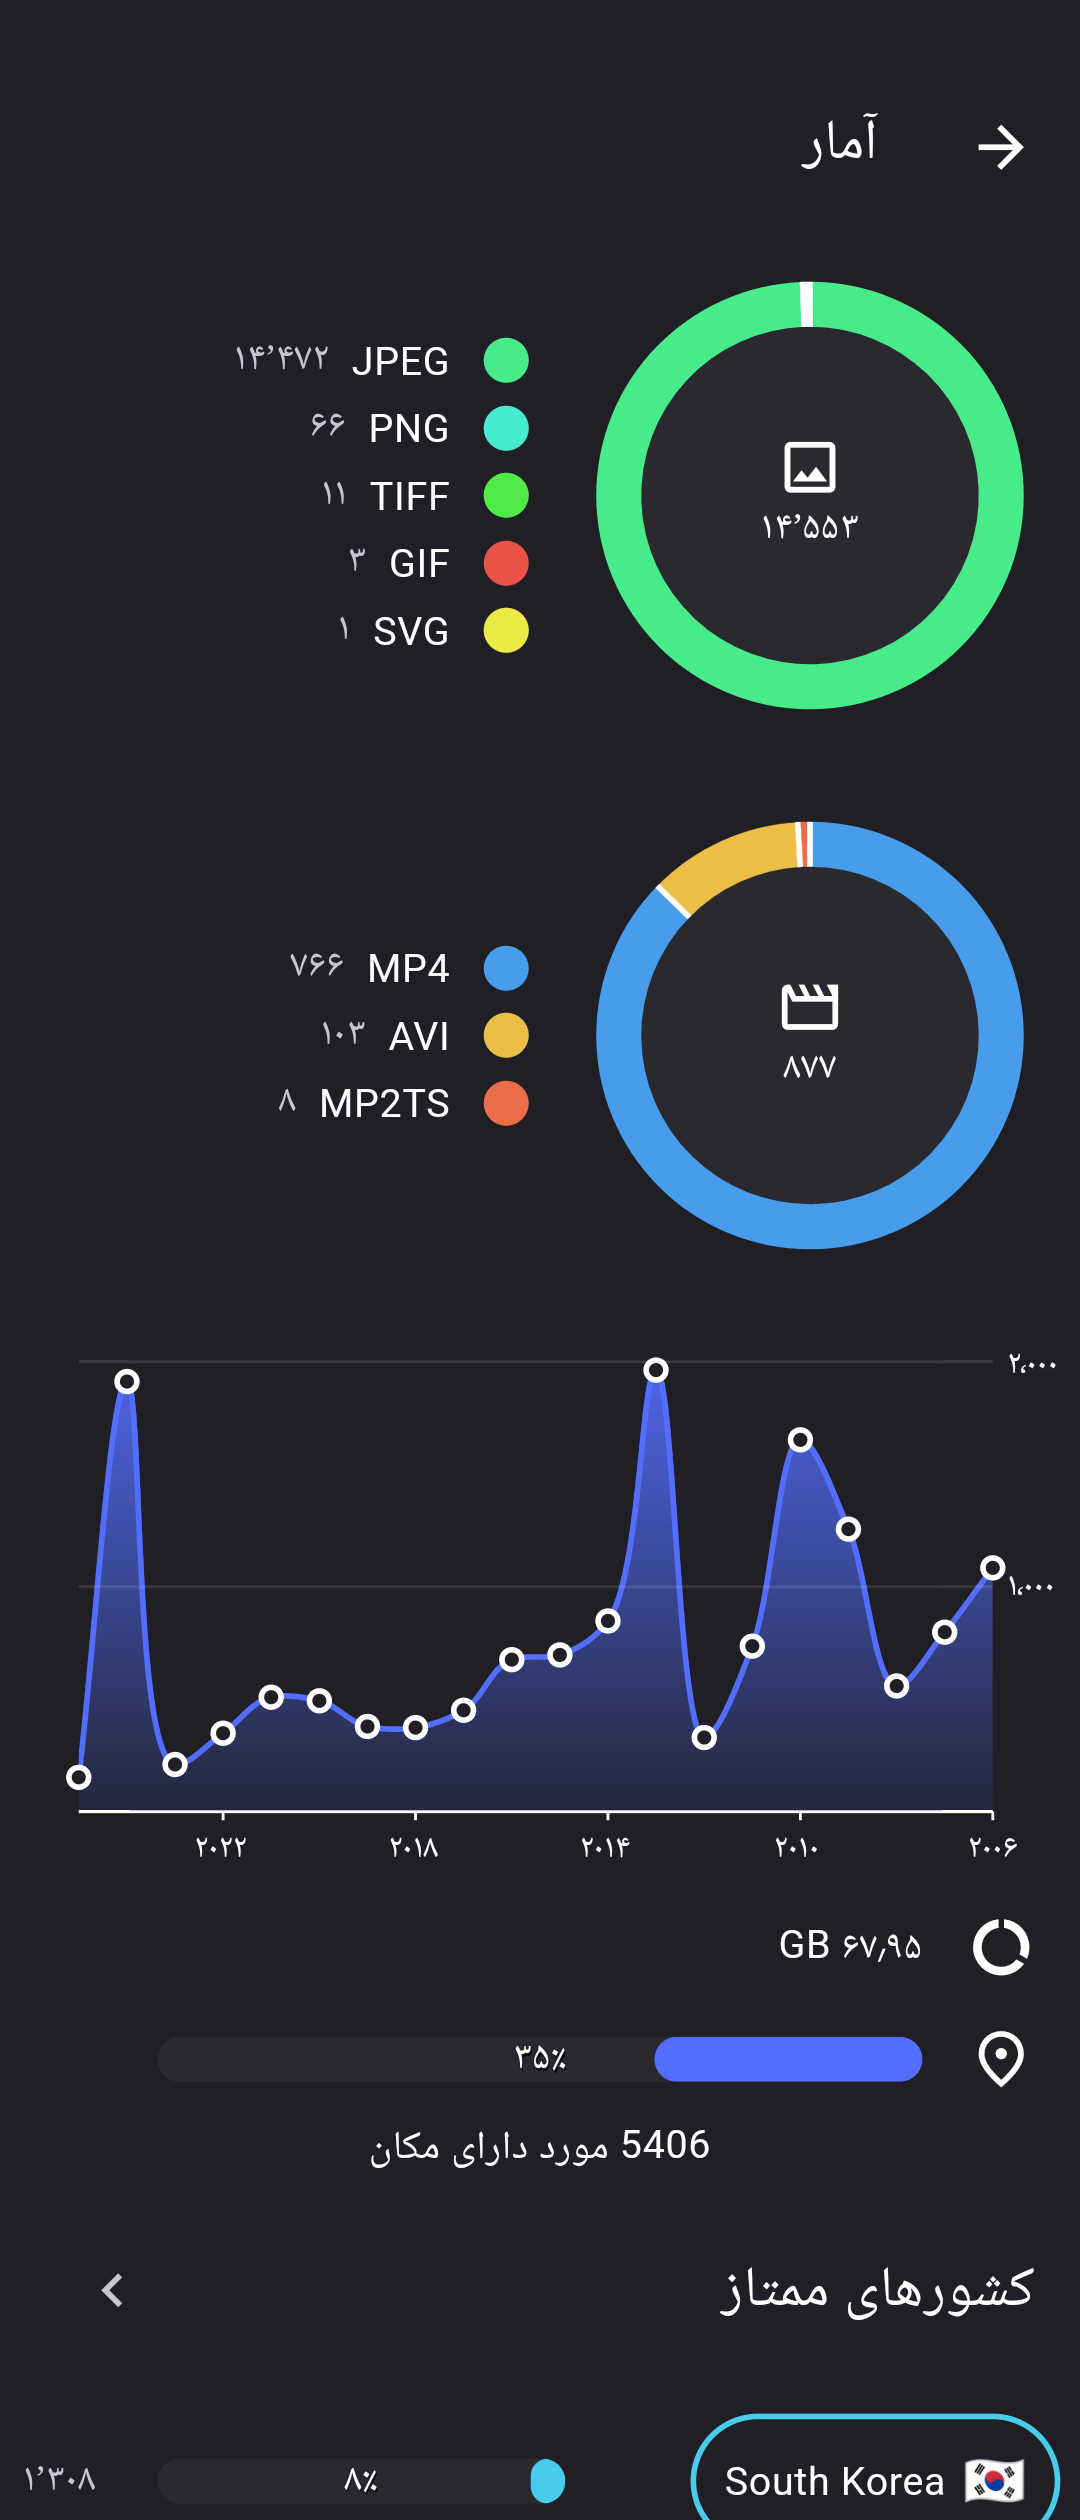 آمار
JPEG ۱۴٬۴۷۲
PNG ۶۶
TIFF ۱۱
GIF ۳
SVG ۱
۱۴٬۵۵۳
MP4 ۷۶۶
AVI ۱۰۳
MP2TS ۸
۸۷۷
۲٬۰۰۰
۱٬۰۰۰
۲۰۰۶
۲۰۱۰
۲۰۱۴
۲۰۱۸
۲۰۲۲
۶۷٫۹۵ GB
۳۵٪
5406 مورد دارای مکان
کشورهای ممتاز
South Korea
۸٪
۱٬۳۰۸